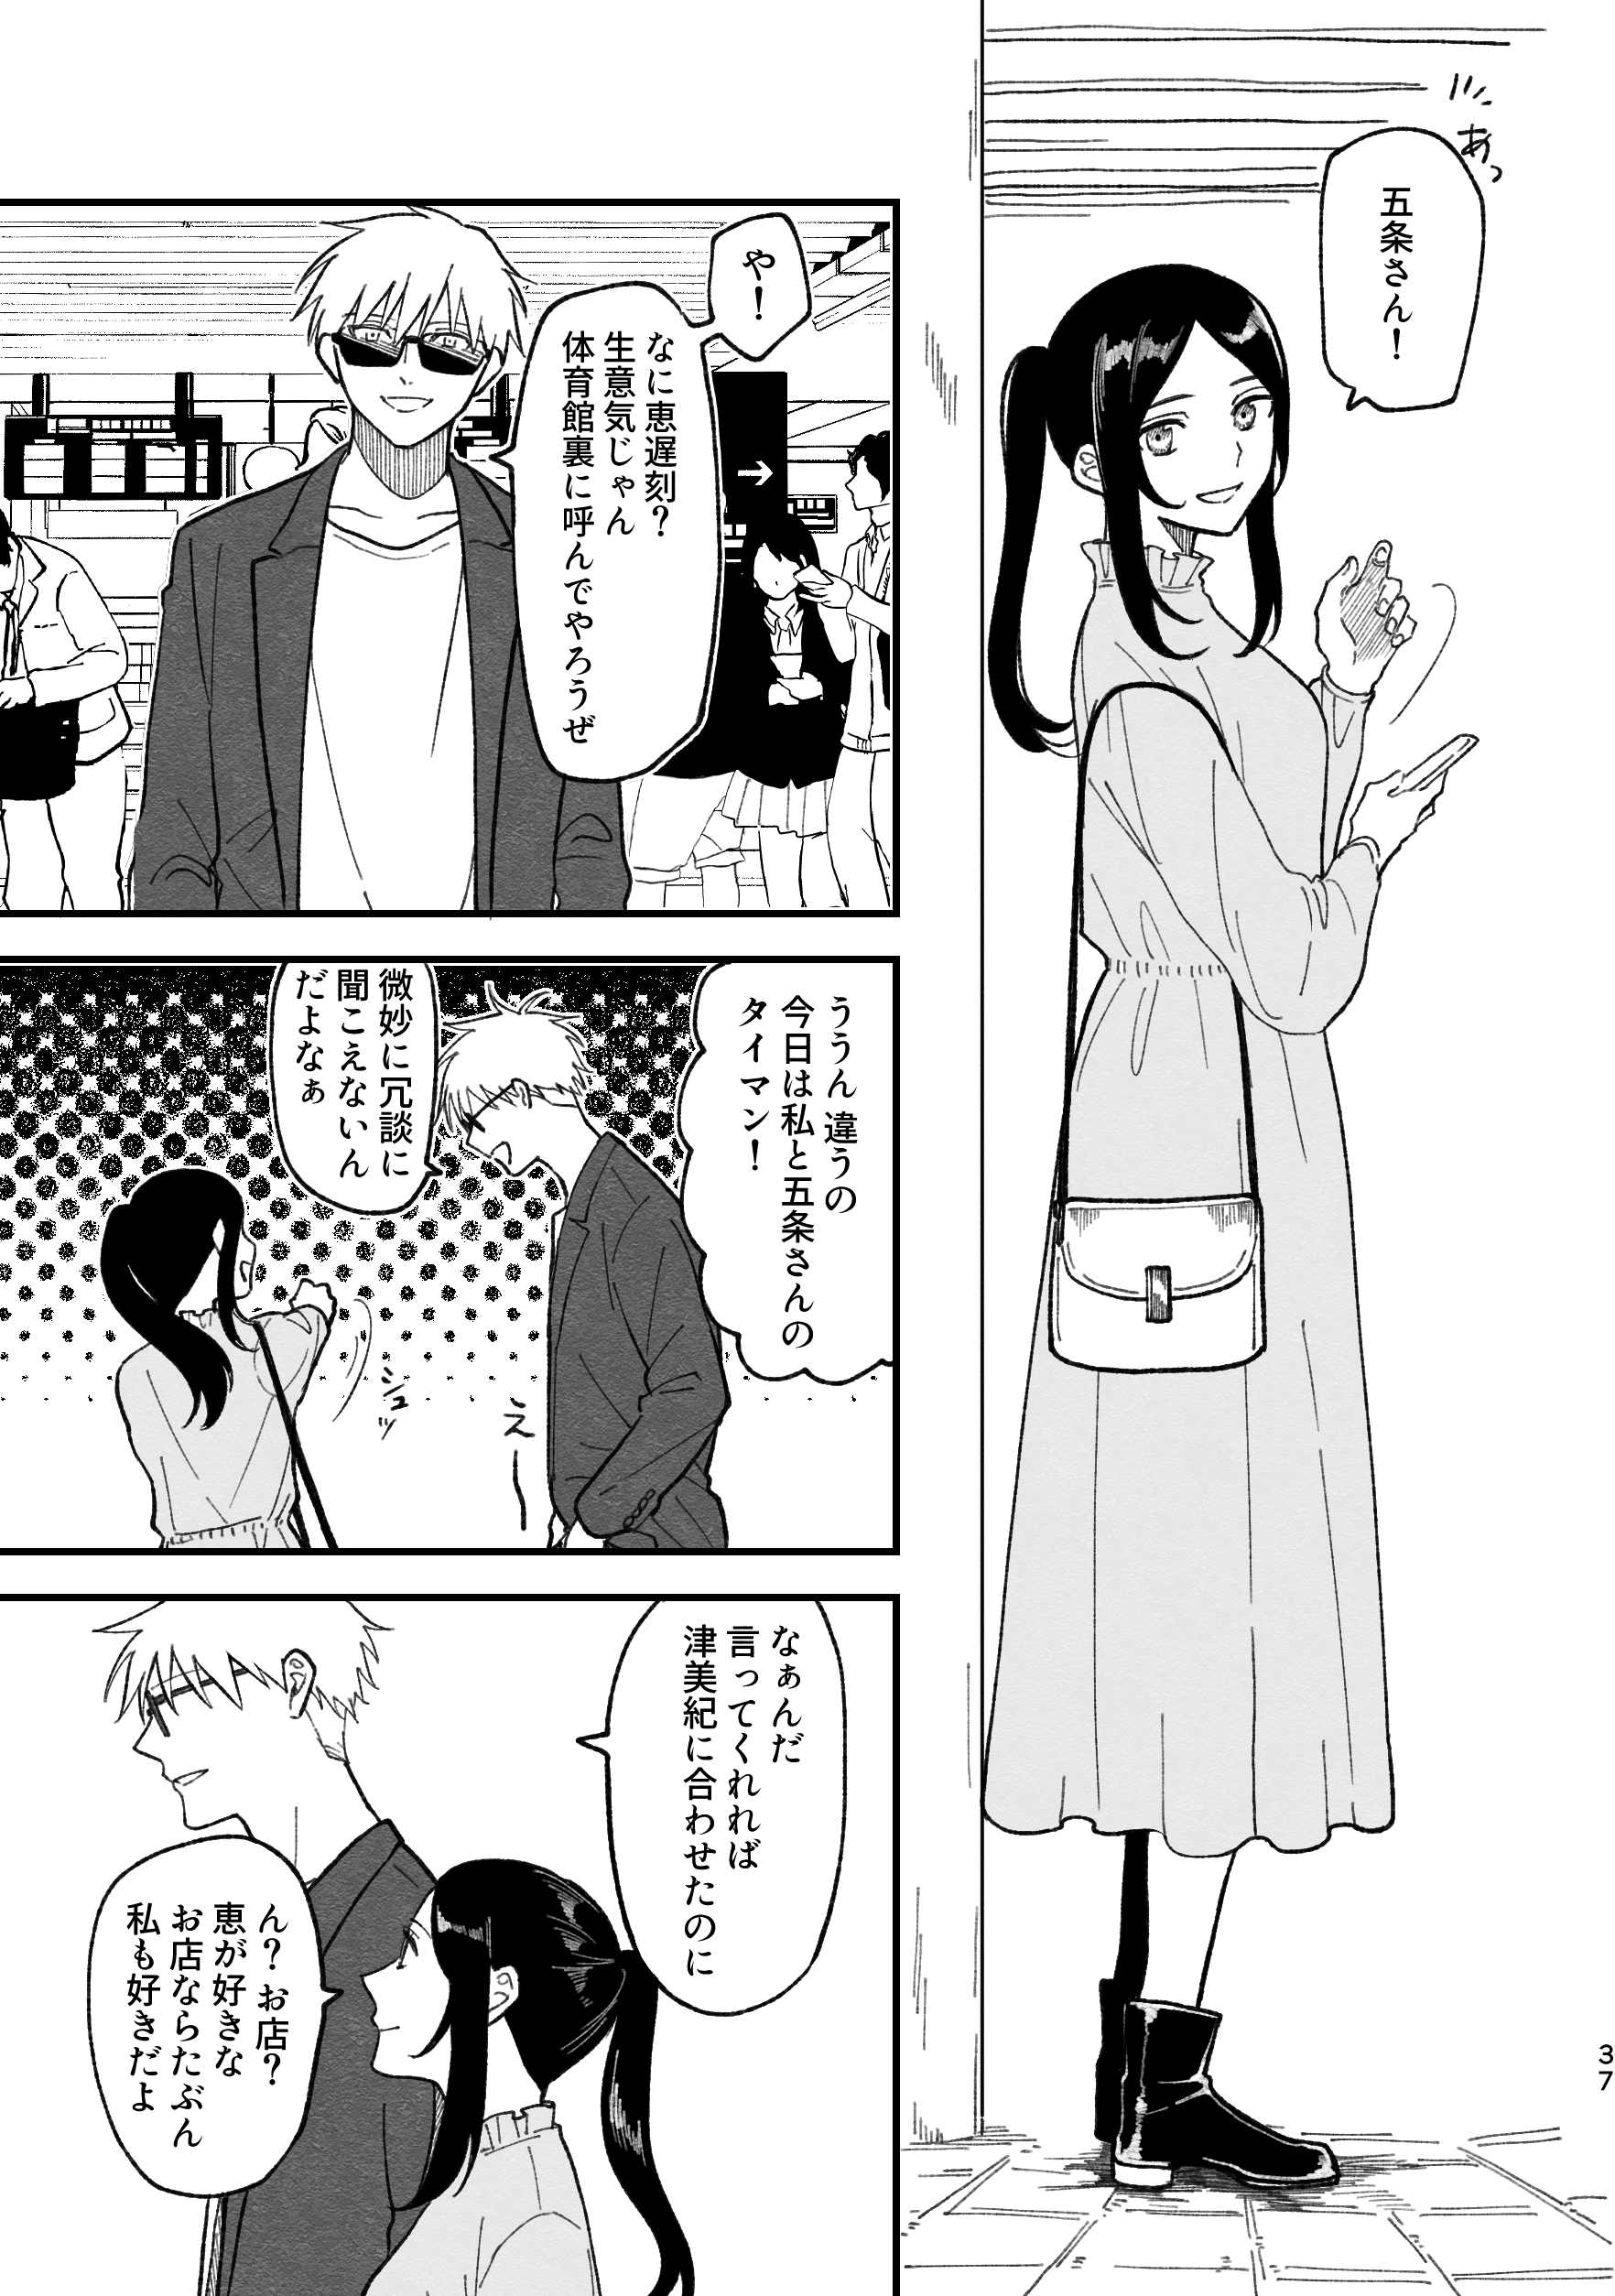 あっ
五条さん！
や！
なに恵遅刻？
生意気じゃん
体育館裏に呼んでやろうぜ
→
ううん 違うの
今日は私と五条さんの
タイマン！
微妙に冗談に
聞こえないん
だよなぁ
え〜
シュッ
なぁんだ
言ってくれれば
津美紀に合わせたのに
ん？ お店？
恵が好きな
お店ならたぶん
私も好きだよ
37